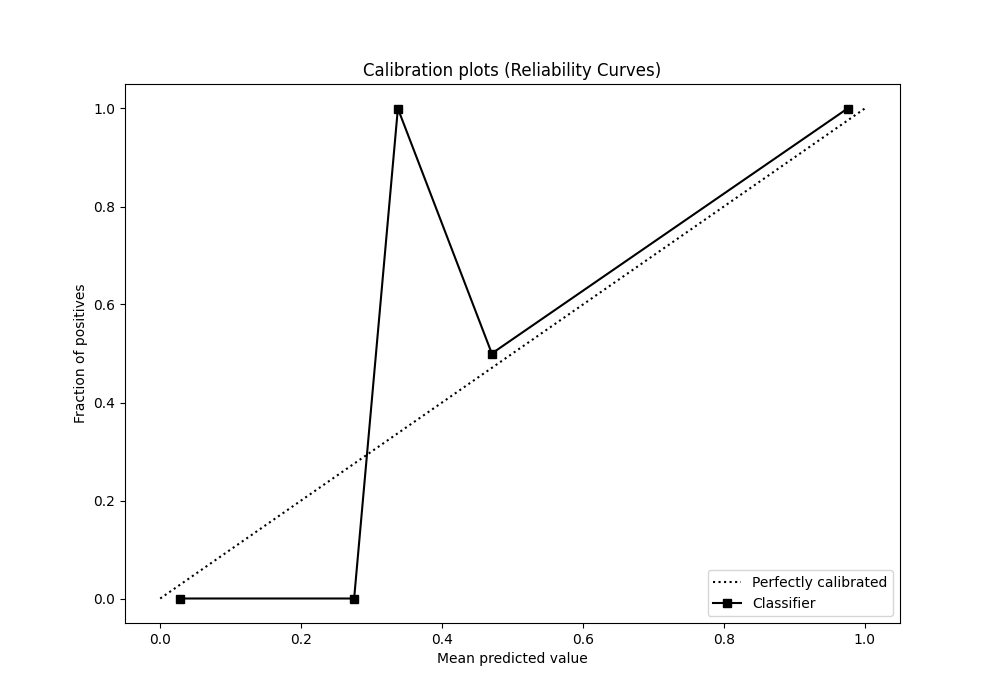 Calibration plots (Reliability Curves)
1.0
0.8
0.6
0.4
0.2
0.0
Fraction of positives
0.0 0.2 0.4 0.6 0.8 1.0
Mean predicted value
Perfectly calibrated
Classifier